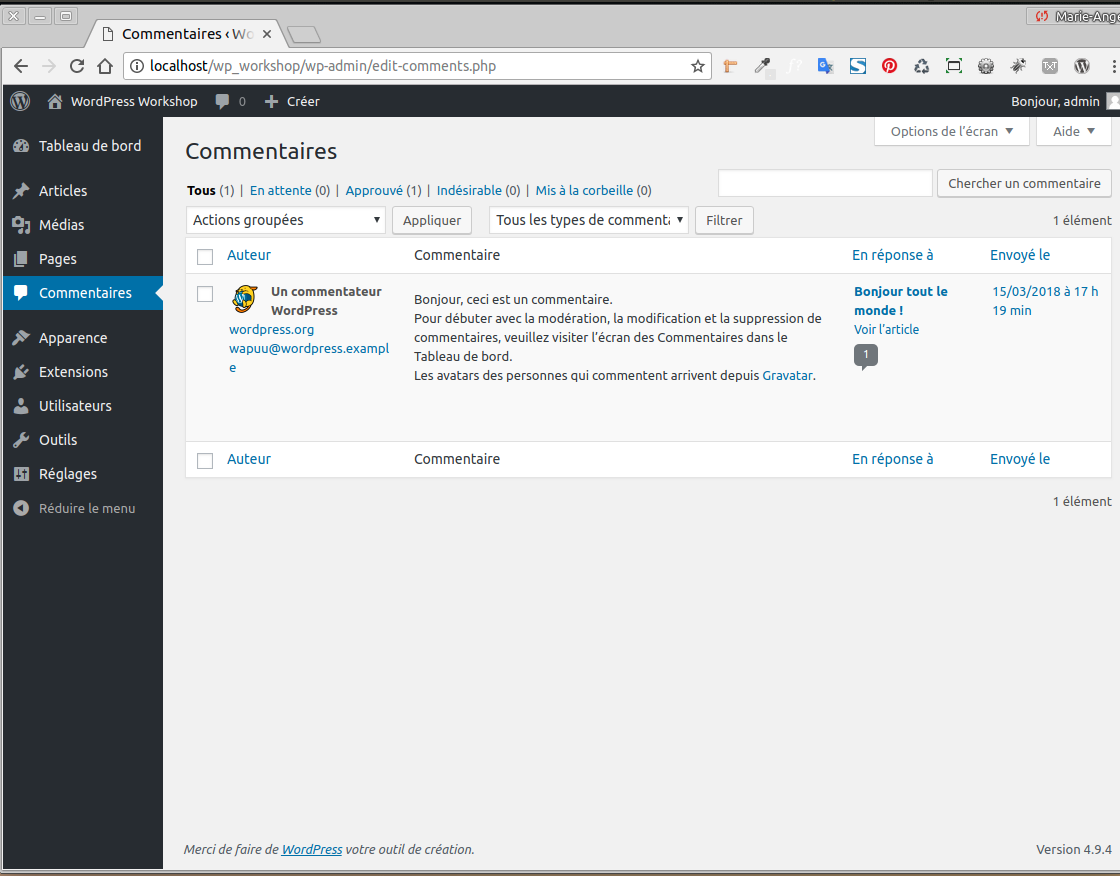 Marie-Ange
Commentaires ‹ Wo
localhost/wp_workshop/wp-admin/edit-comments.php
TXT
WordPress Workshop 0 Créer Bonjour, admin
Options de l’écran Aide
Tableau de bord
Articles
Médias
Pages
Commentaires
Apparence
Extensions
Utilisateurs
Outils
Réglages
Réduire le menu
Commentaires
Tous (1) | En attente (0) | Approuvé (1) | Indésirable (0) | Mis à la corbeille (0)
Chercher un commentaire
Actions groupées Appliquer Tous les types de commenta Filtrer 1 élément
Auteur Commentaire En réponse à Envoyé le
Un commentateur
WordPress
wordpress.org
wapuu@wordpress.exampl
e
Bonjour, ceci est un commentaire.
Pour débuter avec la modération, la modification et la suppression de
commentaires, veuillez visiter l’écran des Commentaires dans le
Tableau de bord.
Les avatars des personnes qui commentent arrivent depuis Gravatar.
Bonjour tout le
monde !
Voir l’article
1
15/03/2018 à 17 h
19 min
Auteur Commentaire En réponse à Envoyé le
1 élément
Merci de faire de WordPress votre outil de création. Version 4.9.4